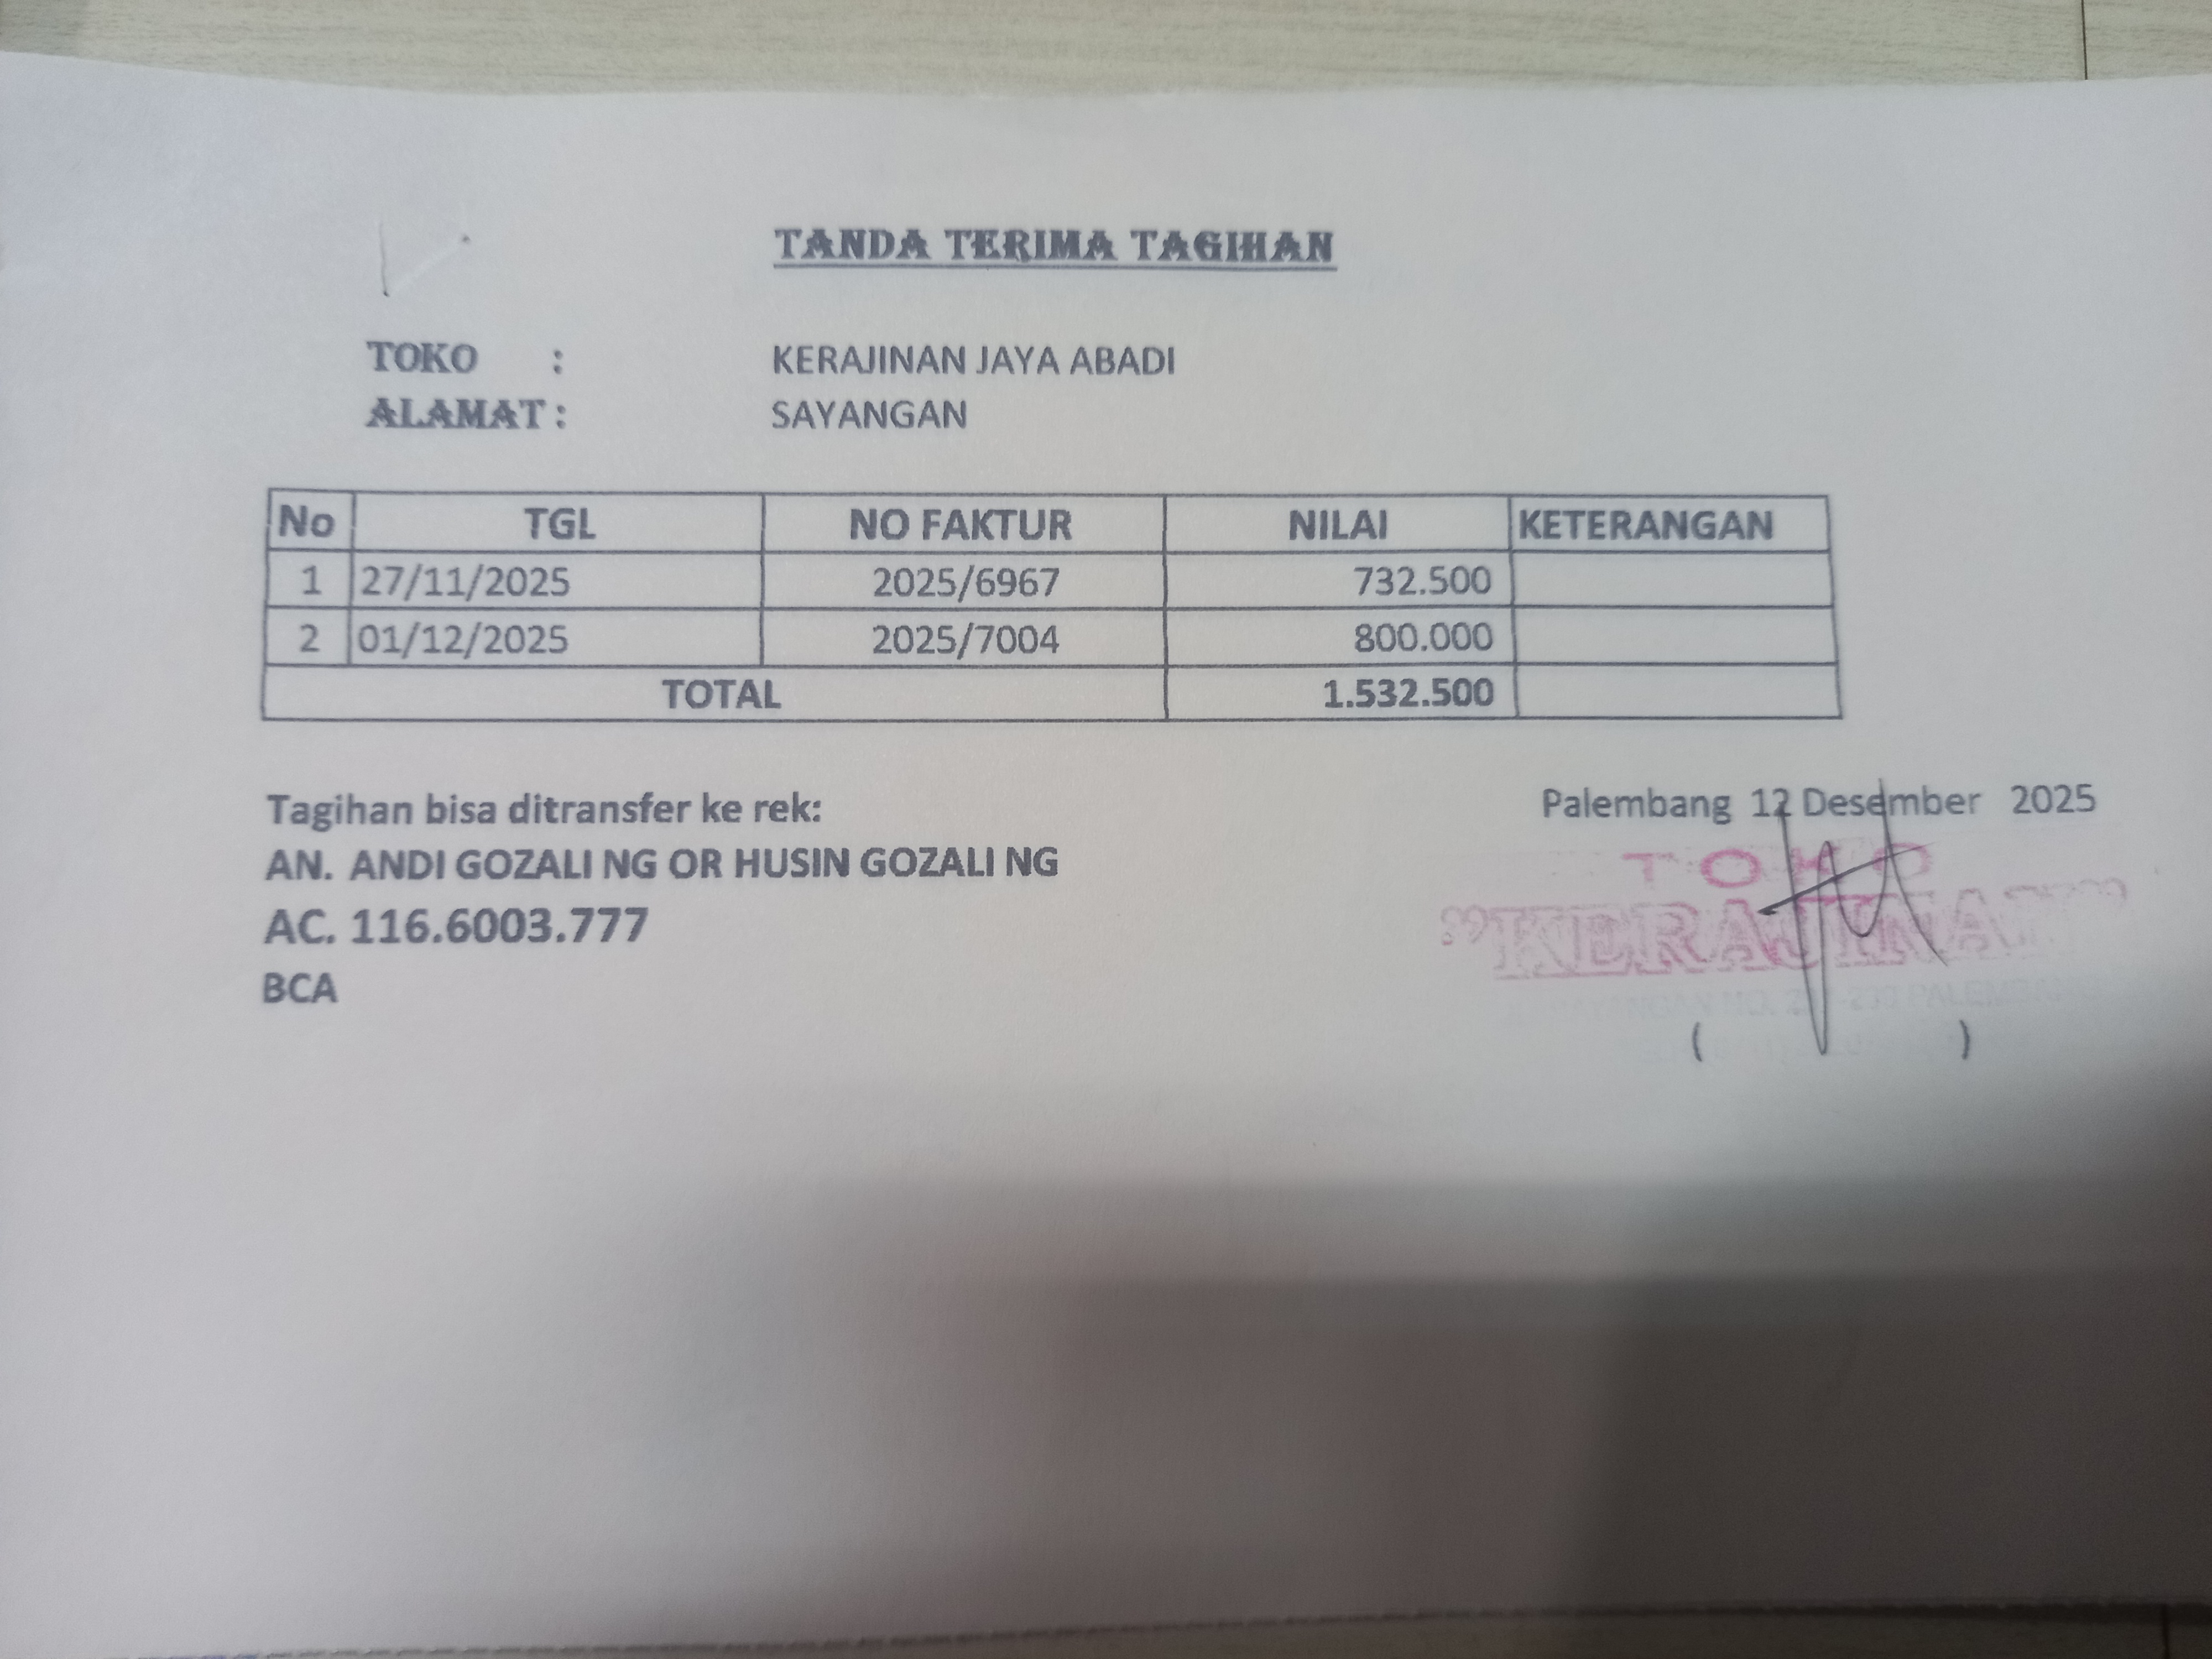 TANDA TERIMA TAGIHAN
TOKO : KERAJINAN JAYA ABADI
ALAMAT : SAYANGAN
No TGL NO FAKTUR NILAI KETERANGAN
1 27/11/2025 2025/6967 732.500
2 01/12/2025 2025/7004 800.000
TOTAL 1.532.500
Tagihan bisa ditransfer ke rek:
AN. ANDI GOZALI NG OR HUSIN GOZALI NG
AC. 116.6003.777
BCA
Palembang 12 Desember 2025
TOKO
"KERAJINAN"
( )